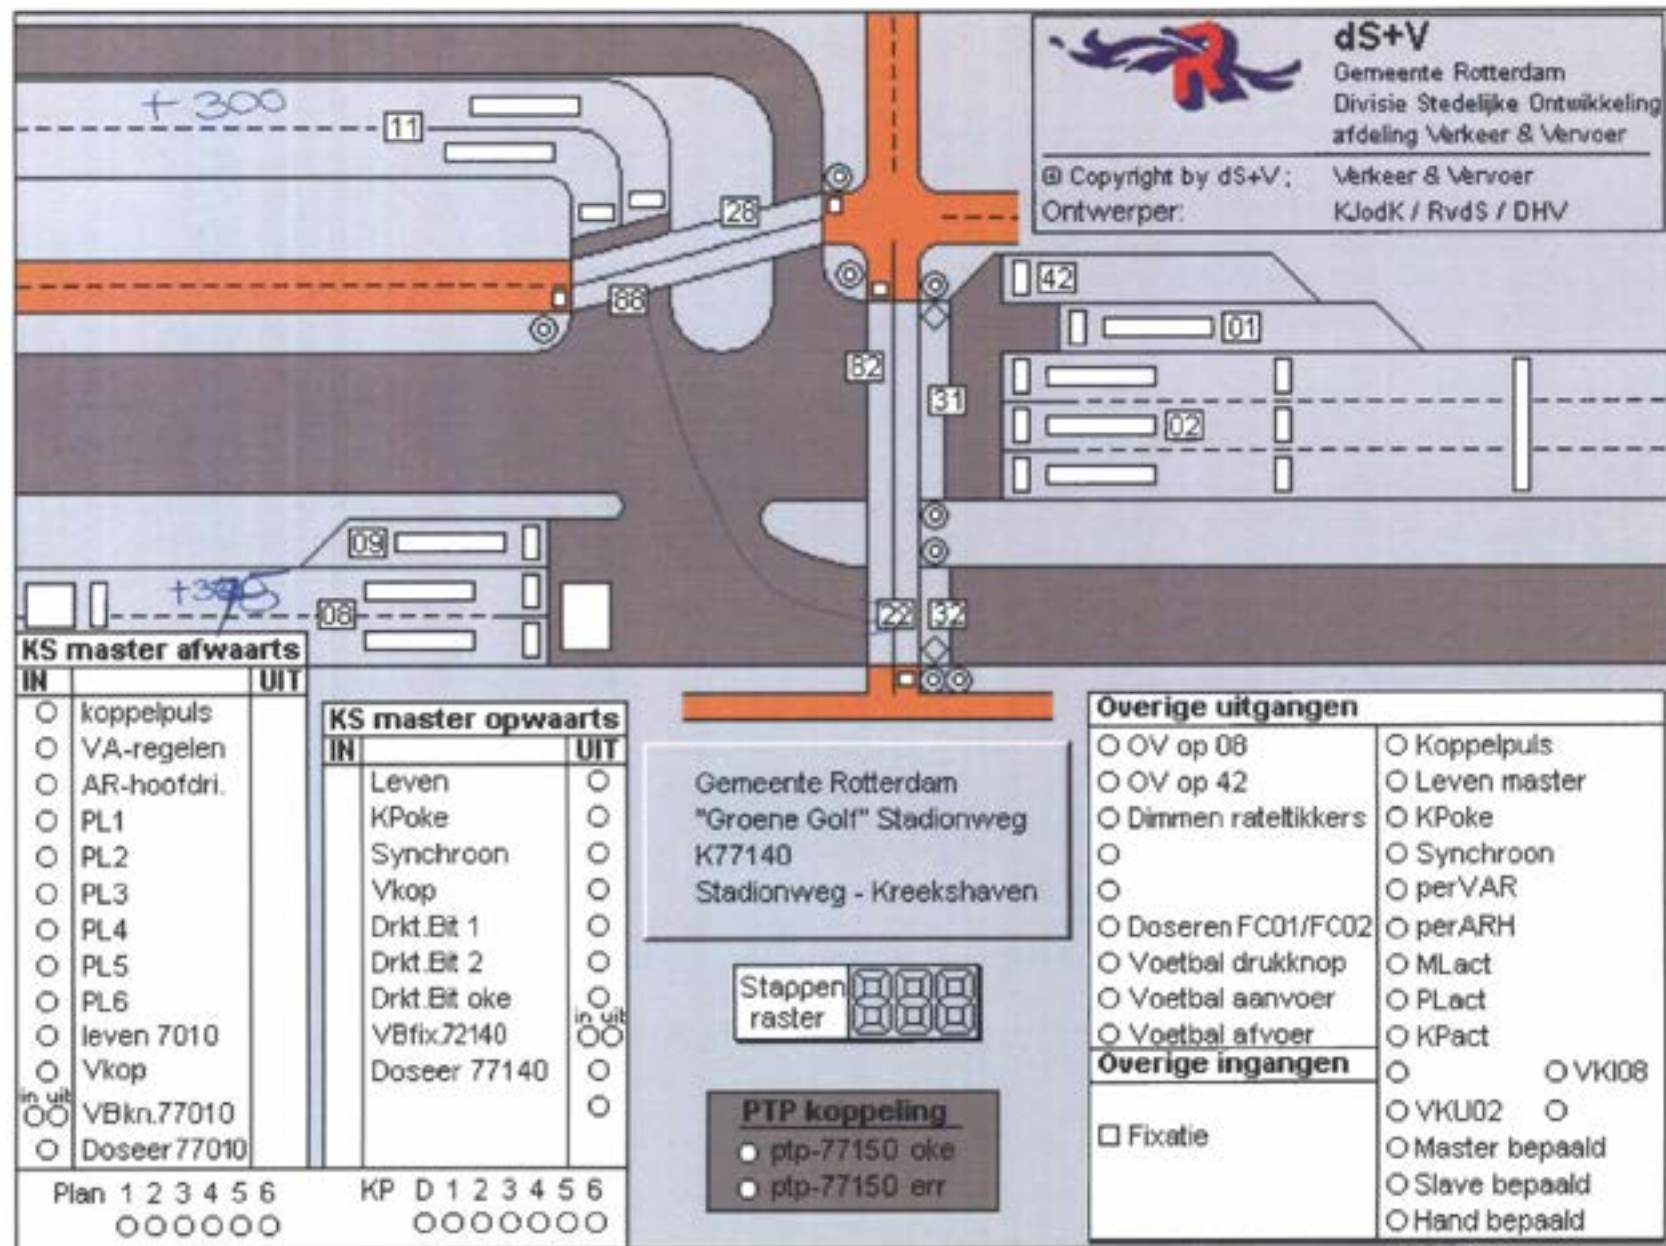 dS+V
Gemeente Rotterdam
Divisie Stedelijke Ontwikkeling
afdeling Verkeer & Vervoer
Copyright by dS+V; Verkeer & Vervoer
Ontwerper: KJodK / RvdS / DHV
+ 300
11
28
88
42
01
82
31
02
09
08
22
32
KS master afwaarts
IN UIT
koppelpuls
VA-regelen
AR-hoofdri.
PL1
PL2
PL3
PL4
PL5
PL6
leven 7010
Vkop
in uit
VBkn.77010
Doseer 77010
Plan 1 2 3 4 5 6
KS master opwaarts
IN UIT
Leven
KPoke
Synchroon
Vkop
Drkt.Bit 1
Drkt.Bit 2
Drkt.Bit oke
in uit
VBfix.72140
Doseer 77140
KP D 1 2 3 4 5 6
Gemeente Rotterdam
"Groene Golf" Stadionweg
K77140
Stadionweg - Kreekshaven
Stappen
raster
PTP koppeling
ptp-77150 oke
ptp-77150 err
Overige uitgangen
OV op 08
OV op 42
Dimmen rateltikkers
Doseren FC01/FC02
Voetbal drukknop
Voetbal aanvoer
Voetbal afvoer
Overige ingangen
Fixatie
Koppelpuls
Leven master
KPoke
Synchroon
perVAR
perARH
MLact
PLact
KPact
VKI08
VKU02
Master bepaald
Slave bepaald
Hand bepaald